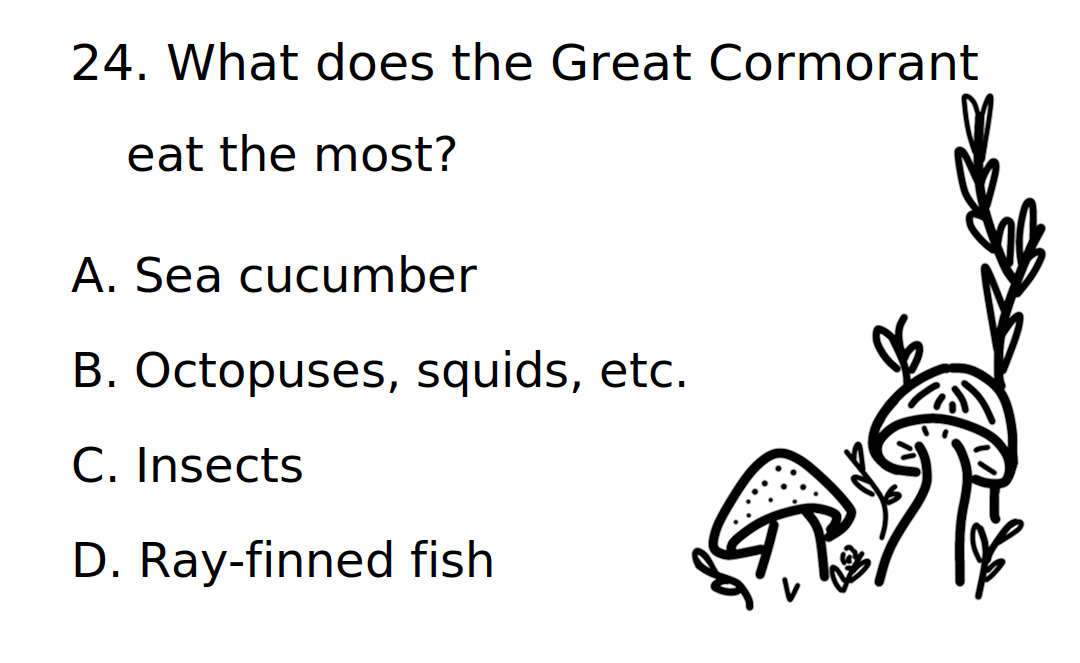 24. What does the Great Cormorant
eat the most?
A. Sea cucumber
B. Octopuses, squids, etc.
C. Insects
D. Ray-finned fish